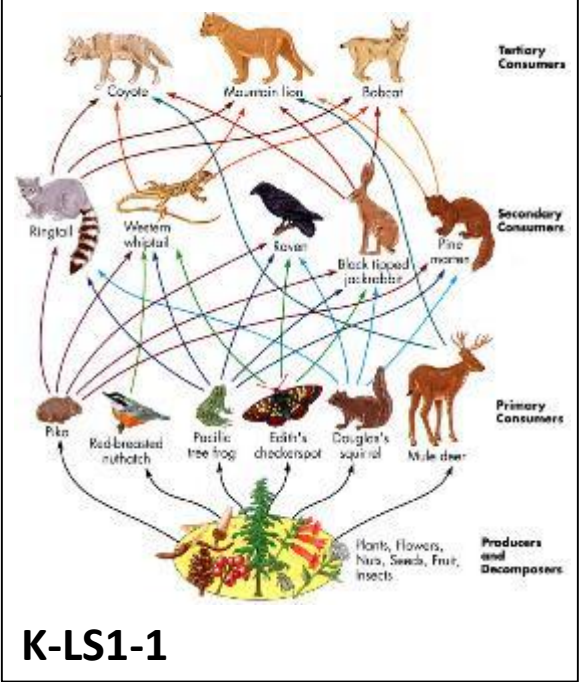 Tertiary
Consumers
Coyote
Mountain lion
Bobcat
Secondary
Consumers
Ringtail
Western
whiptail
Raven
Black tipped
jackrabbit
Pine
marten
Primary
Consumers
Pika
Red-breasted
nuthatch
Pacific
tree frog
Edith's
checkerspot
Douglas's
squirrel
Mule deer
Plants, Flowers,
Nuts, Seeds, Fruit,
Insects
Producers
and
Decomposers
K-LS1-1